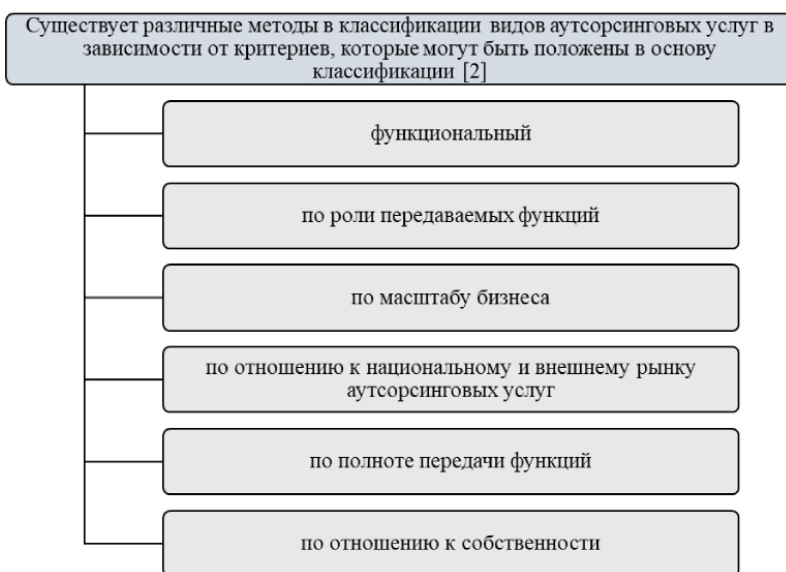 Существует различные методы в классификации видов аутсорсинговых услуг в
зависимости от критериев, которые могут быть положены в основу
классификации [2]
функциональный
по роли передаваемых функций
по масштабу бизнеса
по отношению к национальному и внешнему рынку
аутсорсинговых услуг
по полноте передачи функций
по отношению к собственности